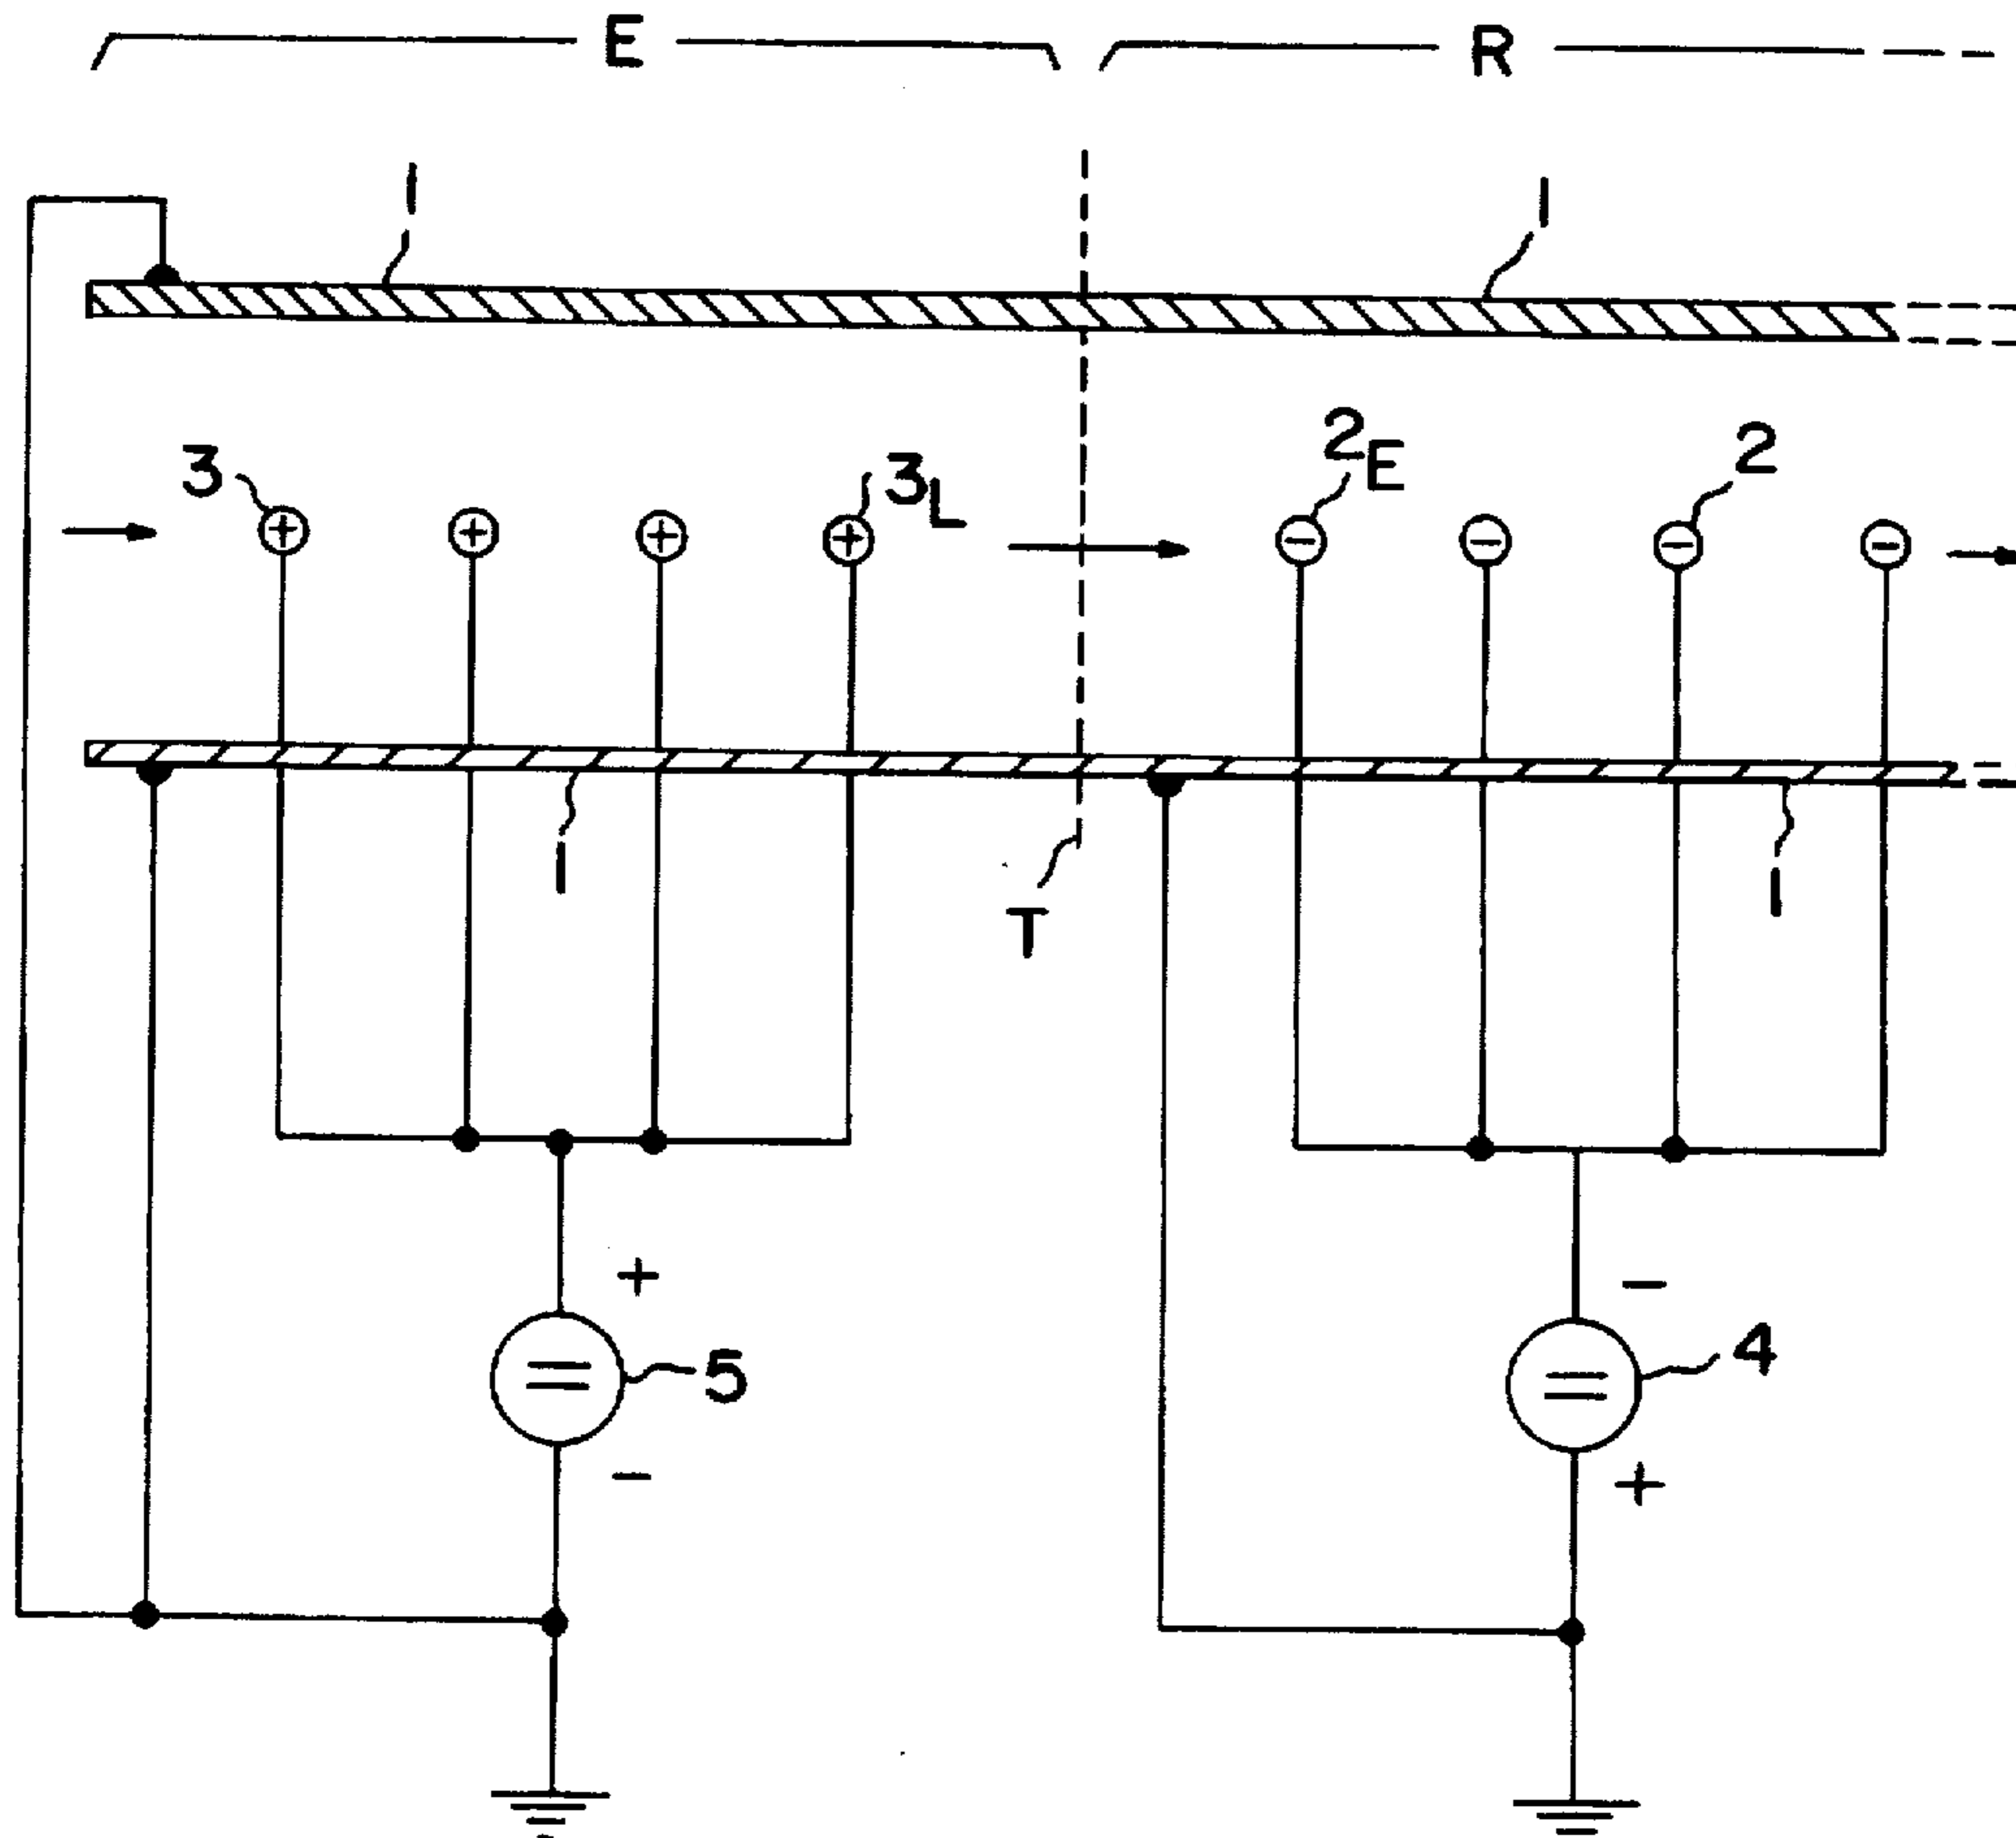 E R
1 1
3 3L 2E 2
+ + + + − − − −
1 T 1
+ −
= 5 = 4
− +